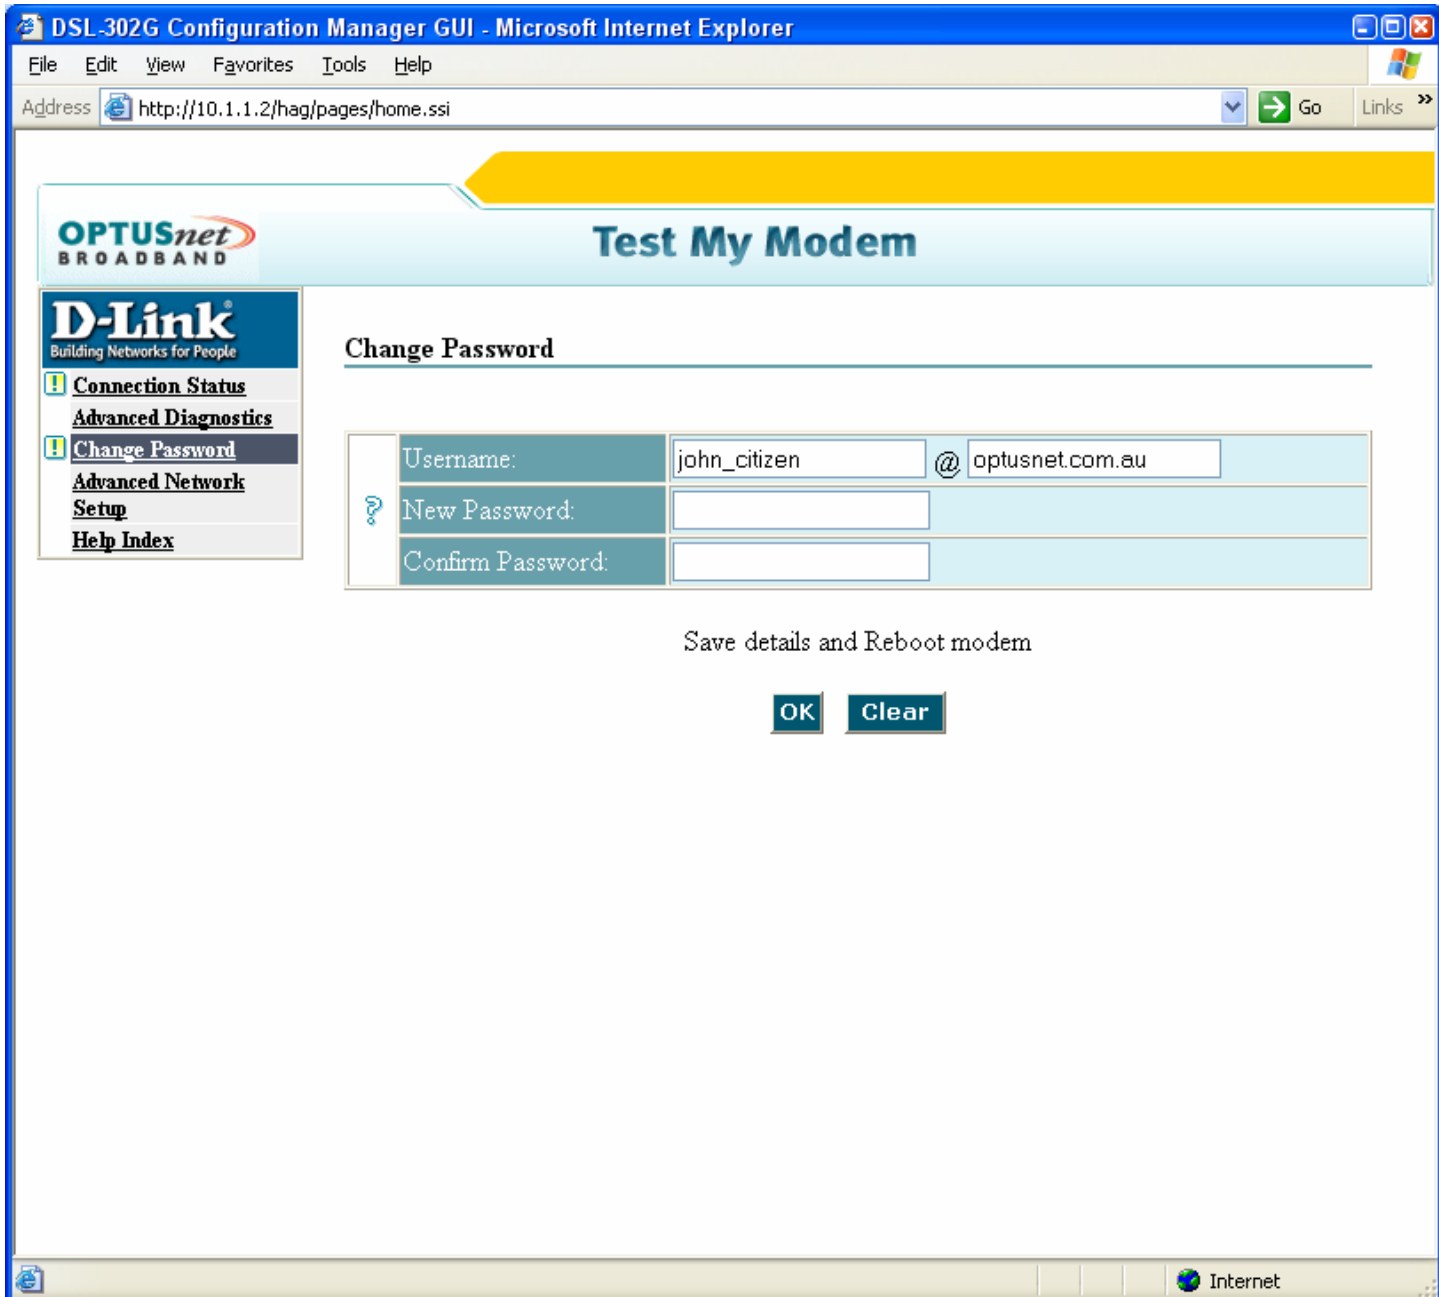 DSL-302G Configuration Manager GUI - Microsoft Internet Explorer
File Edit View Favorites Tools Help
Address http://10.1.1.2/hag/pages/home.ssi Go Links »
OPTUSnet
BROADBAND
Test My Modem
D-Link®
Building Networks for People
! Connection Status
Advanced Diagnostics
! Change Password
Advanced Network
Setup
Help Index
Change Password
Username: john_citizen @ optusnet.com.au
? New Password:
Confirm Password:
Save details and Reboot modem
OK Clear
Internet